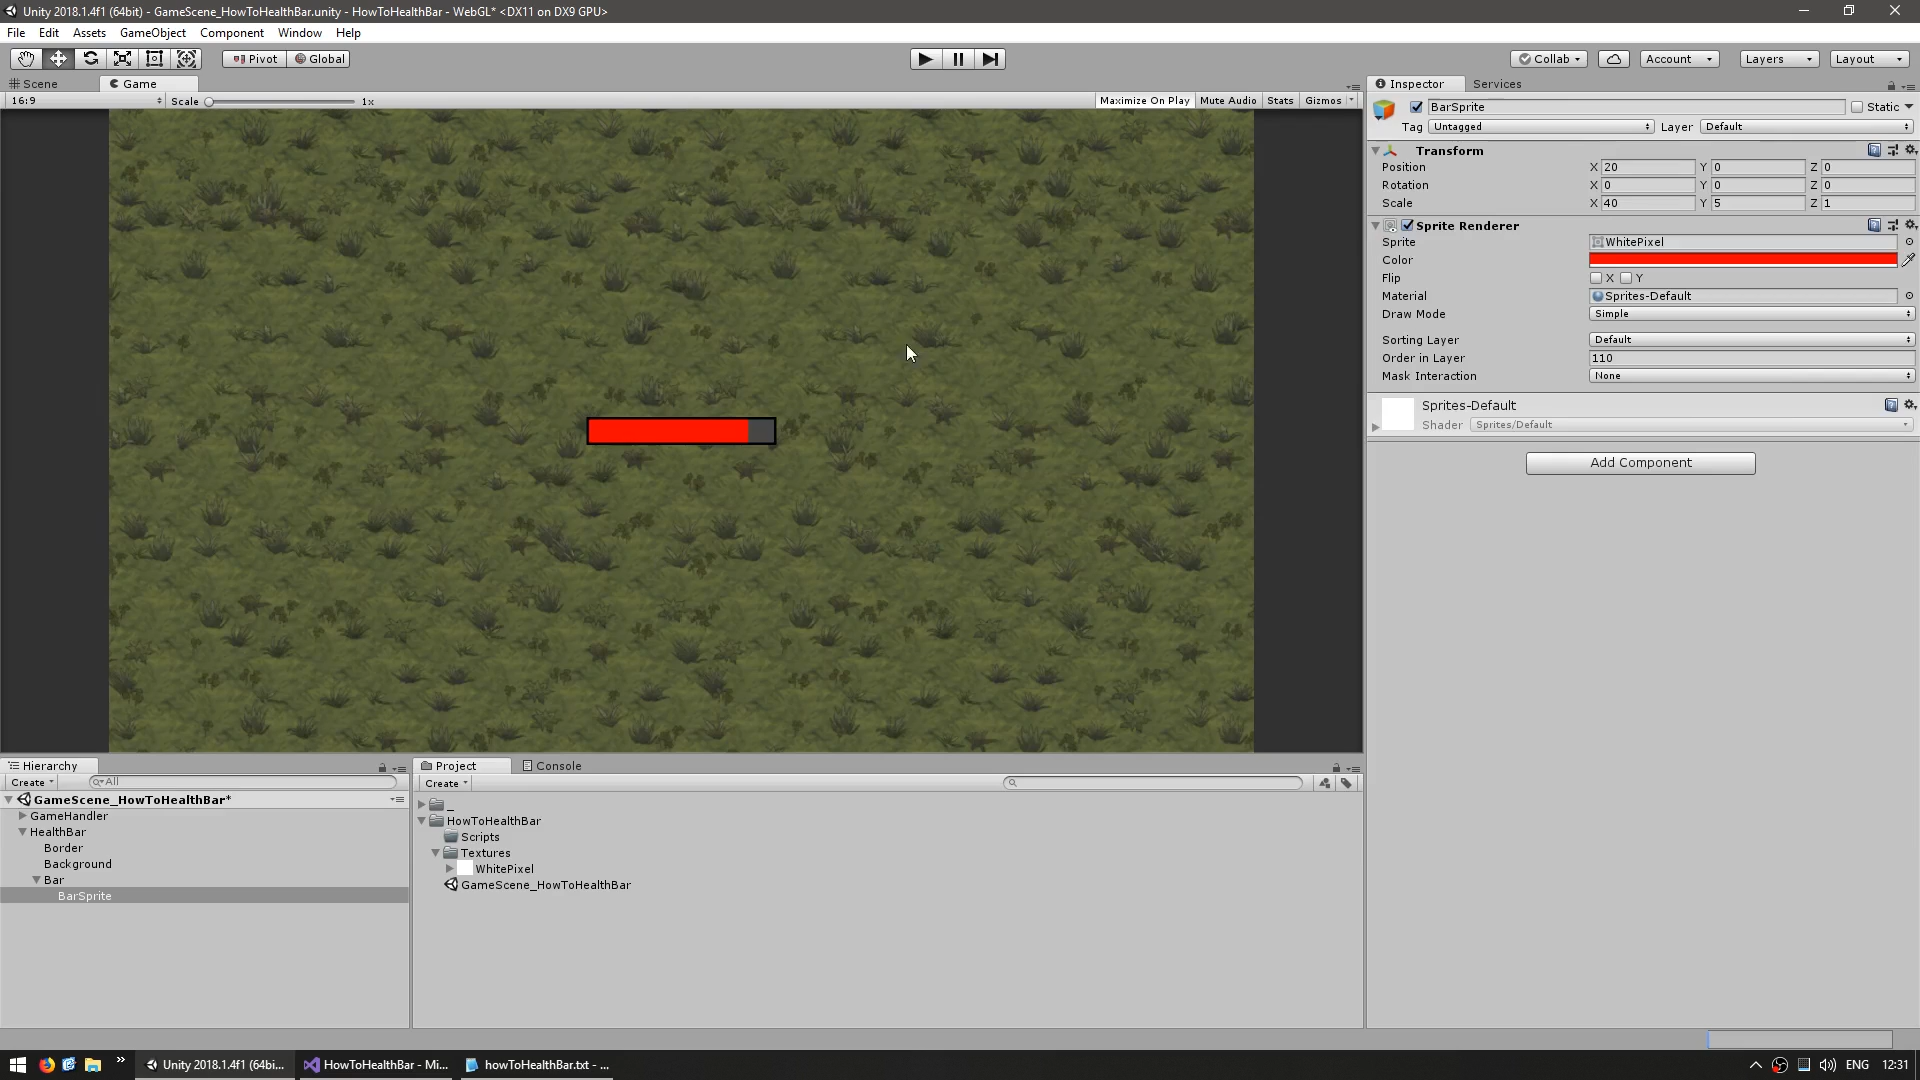 Unity 2018.1.4f1 (64bit) - GameScene_HowToHealthBar.unity - HowToHealthBar - WebGL* <DX11 on DX9 GPU>
File Edit Assets GameObject Component Window Help
Pivot Global Collab Account Layers Layout
Scene Game
16:9 Scale 1x Maximize On Play Mute Audio Stats Gizmos
Inspector Services
BarSprite Static
Tag Untagged Layer Default
Transform
Position X 20 Y 0 Z 0
Rotation X 0 Y 0 Z 0
Scale X 40 Y 5 Z 1
Sprite Renderer
Sprite WhitePixel
Color
Flip X Y
Material Sprites-Default
Draw Mode Simple
Sorting Layer Default
Order in Layer 110
Mask Interaction None
Sprites-Default
Shader Sprites/Default
Add Component
Hierarchy
Create All
GameScene_HowToHealthBar*
GameHandler
HealthBar
Border
Background
Bar
BarSprite
Project Console
Create
_
HowToHealthBar
Scripts
Textures
WhitePixel
GameScene_HowToHealthBar
Unity 2018.1.4f1 (64bi... HowToHealthBar - Mi... howToHealthBar.txt - ... ENG 12:31